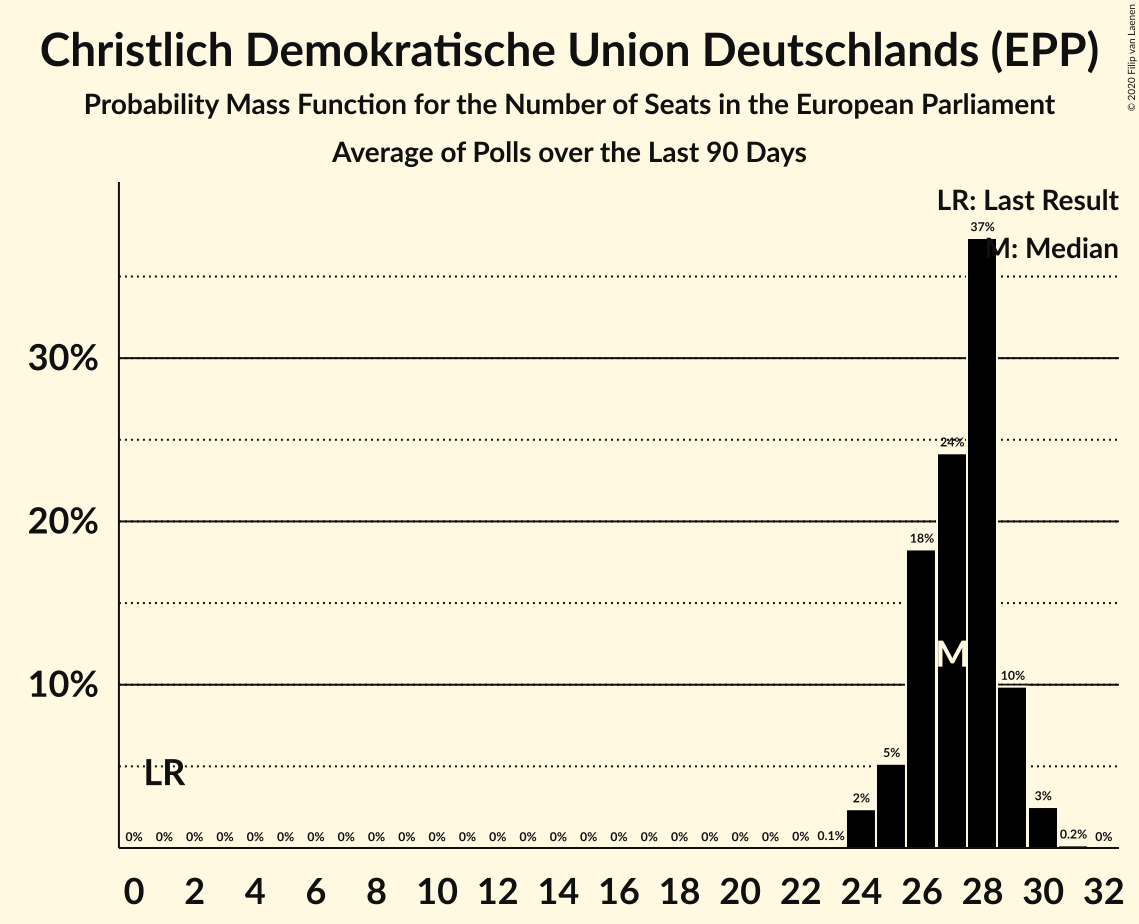 Christlich Demokratische Union Deutschlands (EPP)
Probability Mass Function for the Number of Seats in the European Parliament
Average of Polls over the Last 90 Days
© 2020 Filip van Laenen
LR: Last Result
M: Median
37%
30%
24%
20%
18%
M
10%
10%
LR
5%
2%
3%
0% 0% 0% 0% 0% 0% 0% 0% 0% 0% 0% 0% 0% 0% 0% 0% 0% 0% 0% 0% 0% 0% 0% 0.1% 0.2% 0%
0 2 4 6 8 10 12 14 16 18 20 22 24 26 28 30 32